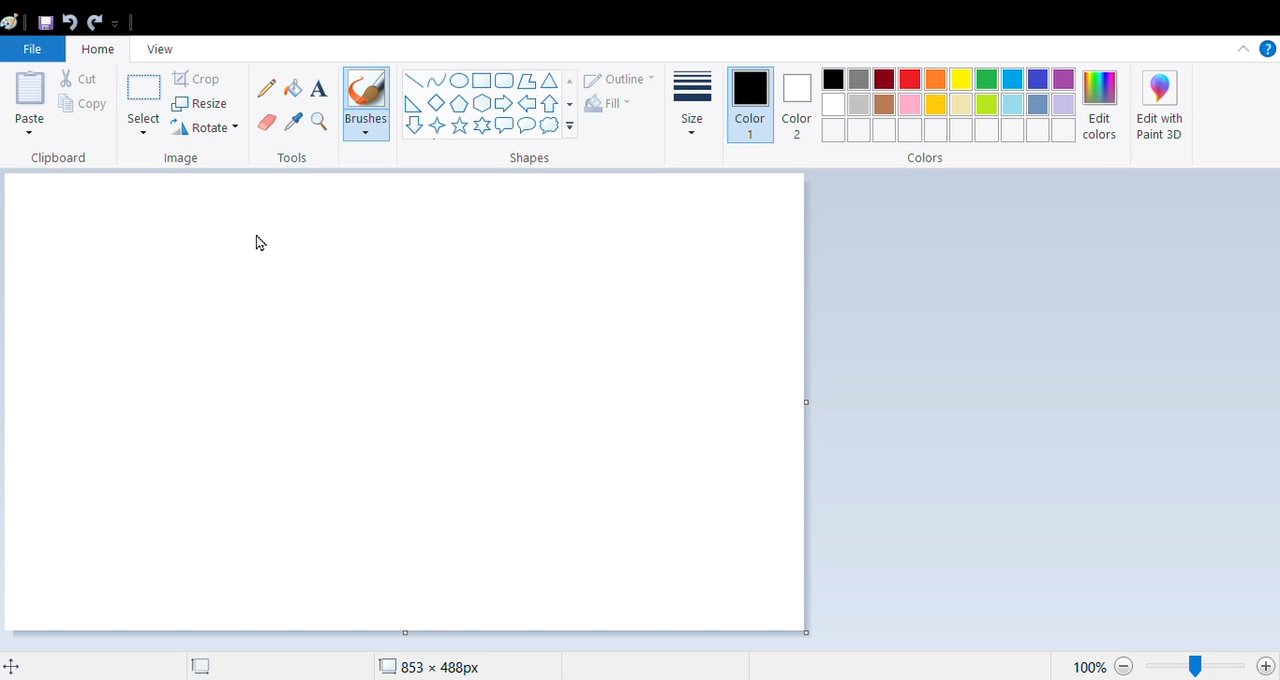 File Home View ?
Cut
Crop
Outline
Copy
Resize
Fill
Paste
Select
Rotate
Brushes
Size
Color 1
Color 2
Edit colors
Edit with Paint 3D
Clipboard Image Tools Shapes Colors
853 × 488px 100%